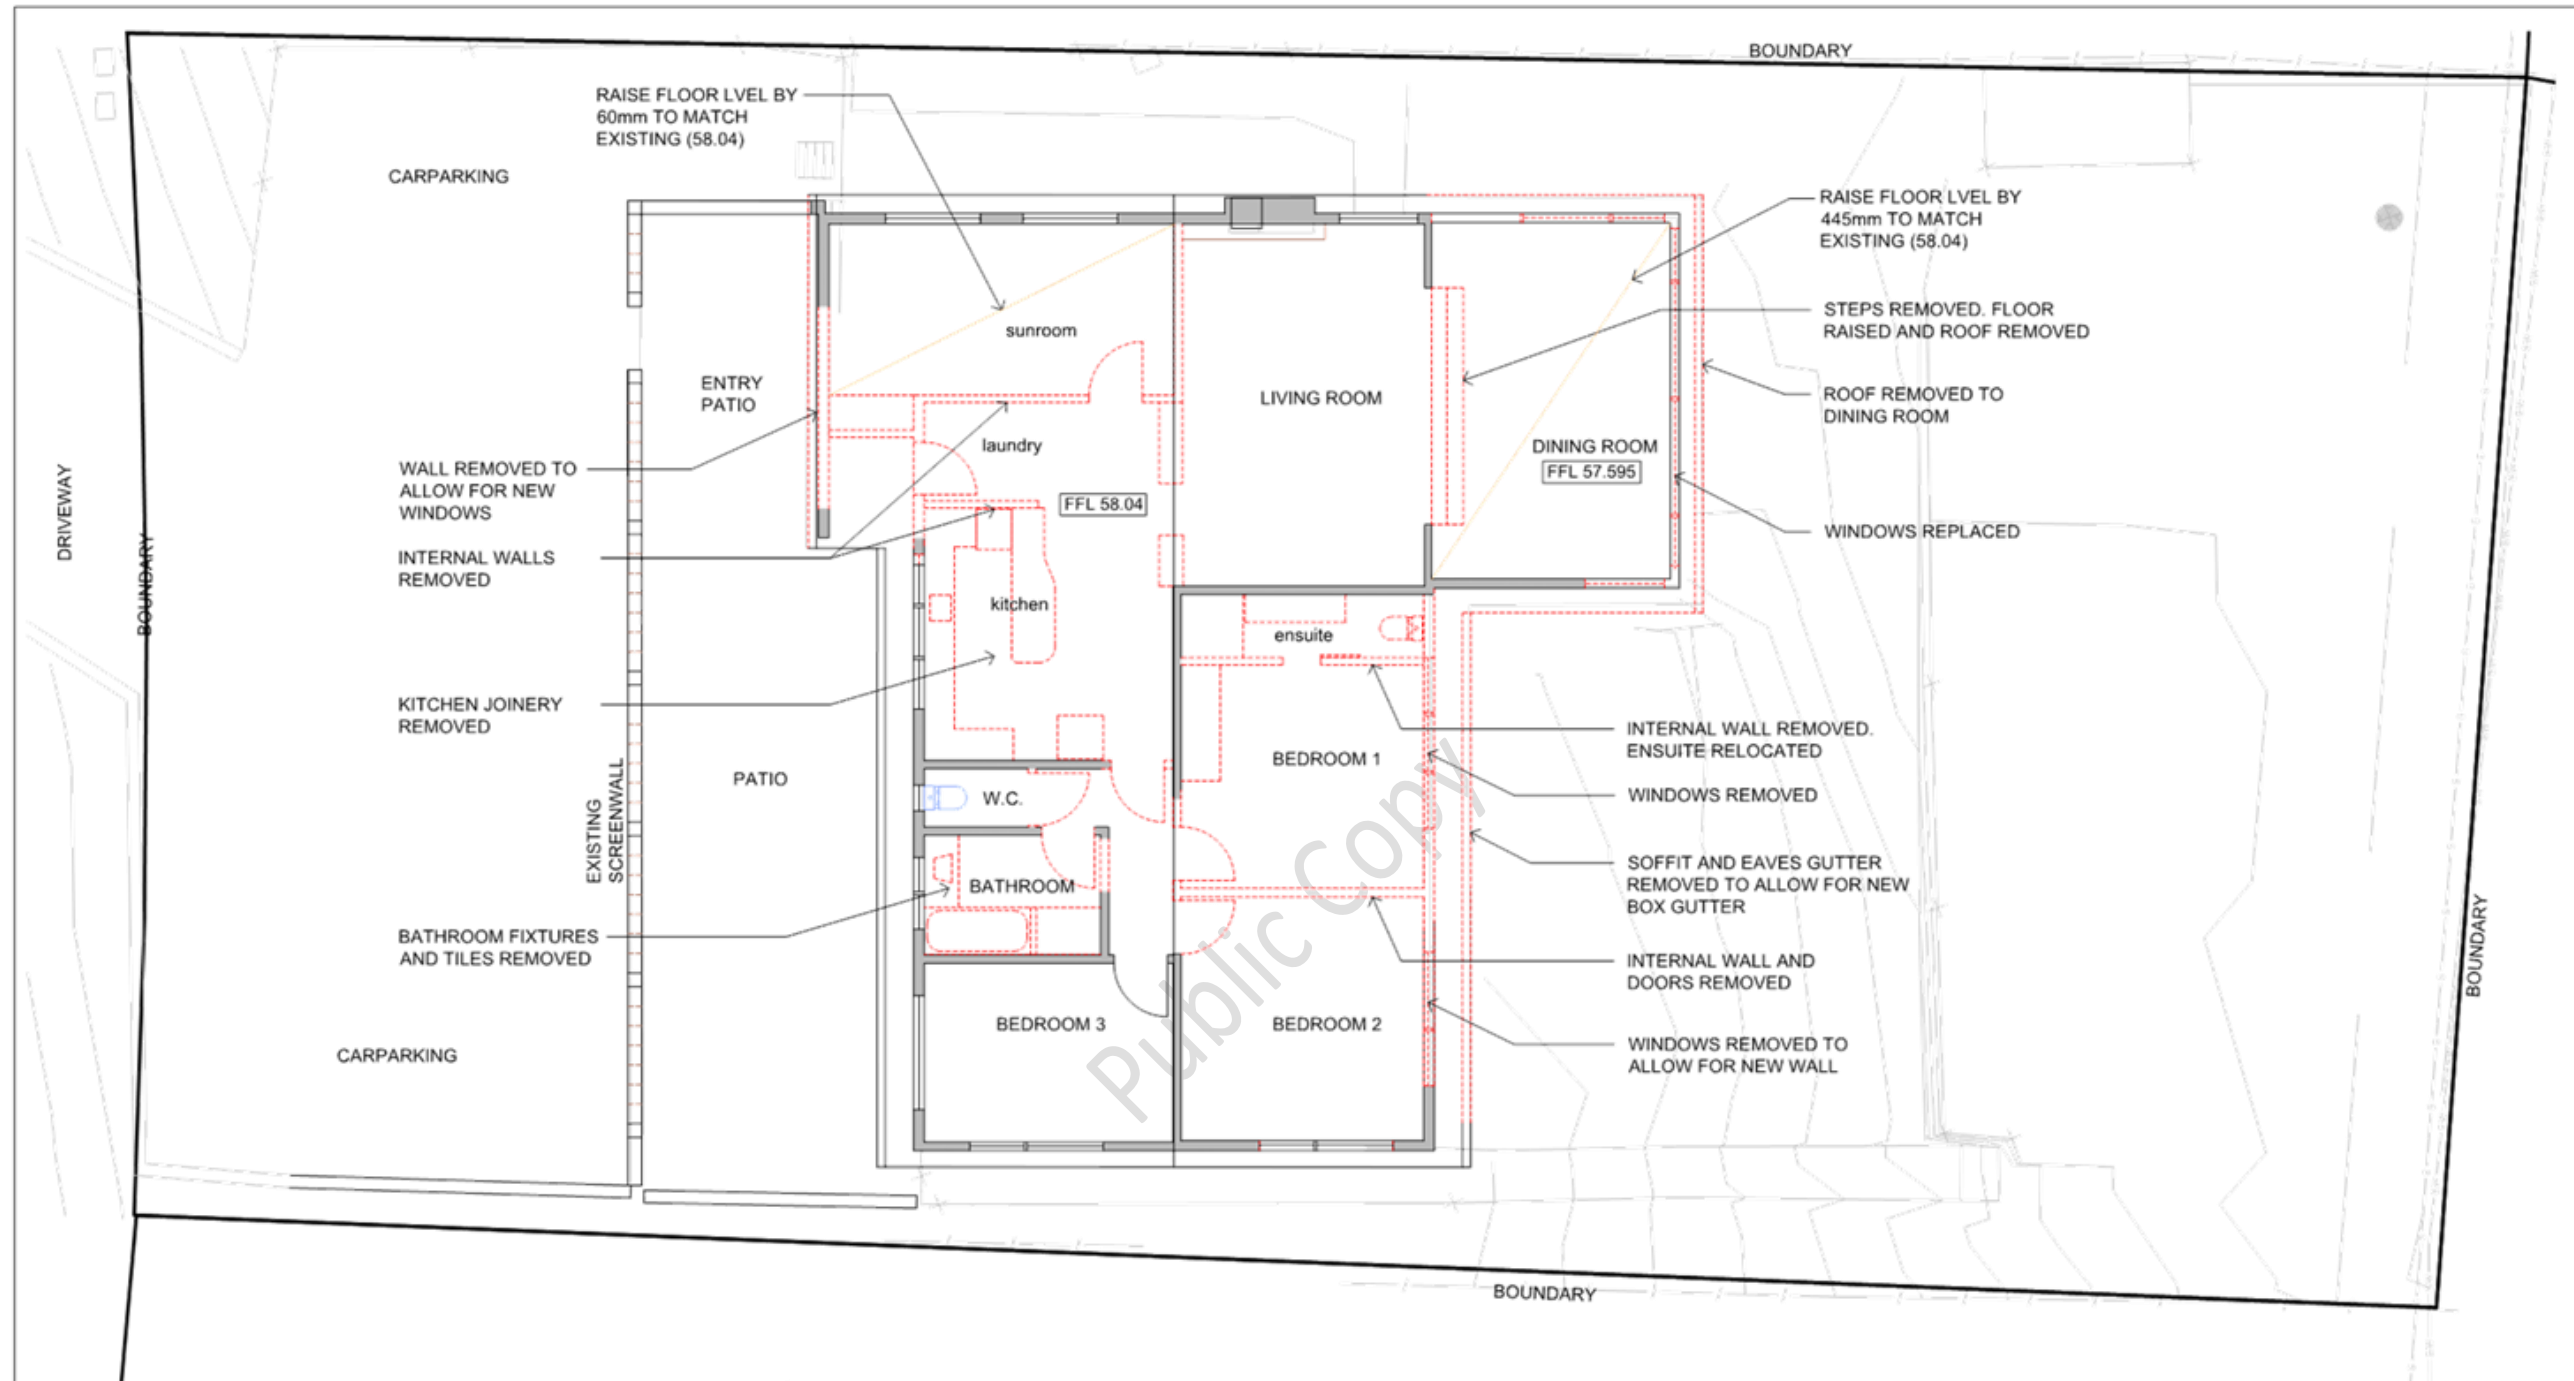 BOUNDARY
RAISE FLOOR LVEL BY
60mm TO MATCH
EXISTING (58.04)
CARPARKING
RAISE FLOOR LVEL BY
445mm TO MATCH
EXISTING (58.04)
STEPS REMOVED. FLOOR
RAISED AND ROOF REMOVED
sunroom
ENTRY
PATIO
LIVING ROOM
ROOF REMOVED TO
DINING ROOM
laundry
DINING ROOM
FFL 57.595
WALL REMOVED TO
ALLOW FOR NEW
WINDOWS
FFL 58.04
DRIVEWAY
BOUNDARY
WINDOWS REPLACED
INTERNAL WALLS
REMOVED
kitchen
ensuite
KITCHEN JOINERY
REMOVED
INTERNAL WALL REMOVED.
ENSUITE RELOCATED
BEDROOM 1
PATIO
W.C.
WINDOWS REMOVED
EXISTING
SCREENWALL
SOFFIT AND EAVES GUTTER
REMOVED TO ALLOW FOR NEW
BOX GUTTER
BATHROOM
BATHROOM FIXTURES
AND TILES REMOVED
INTERNAL WALL AND
DOORS REMOVED
BOUNDARY
Public Copy
BEDROOM 3
BEDROOM 2
CARPARKING
WINDOWS REMOVED TO
ALLOW FOR NEW WALL
BOUNDARY